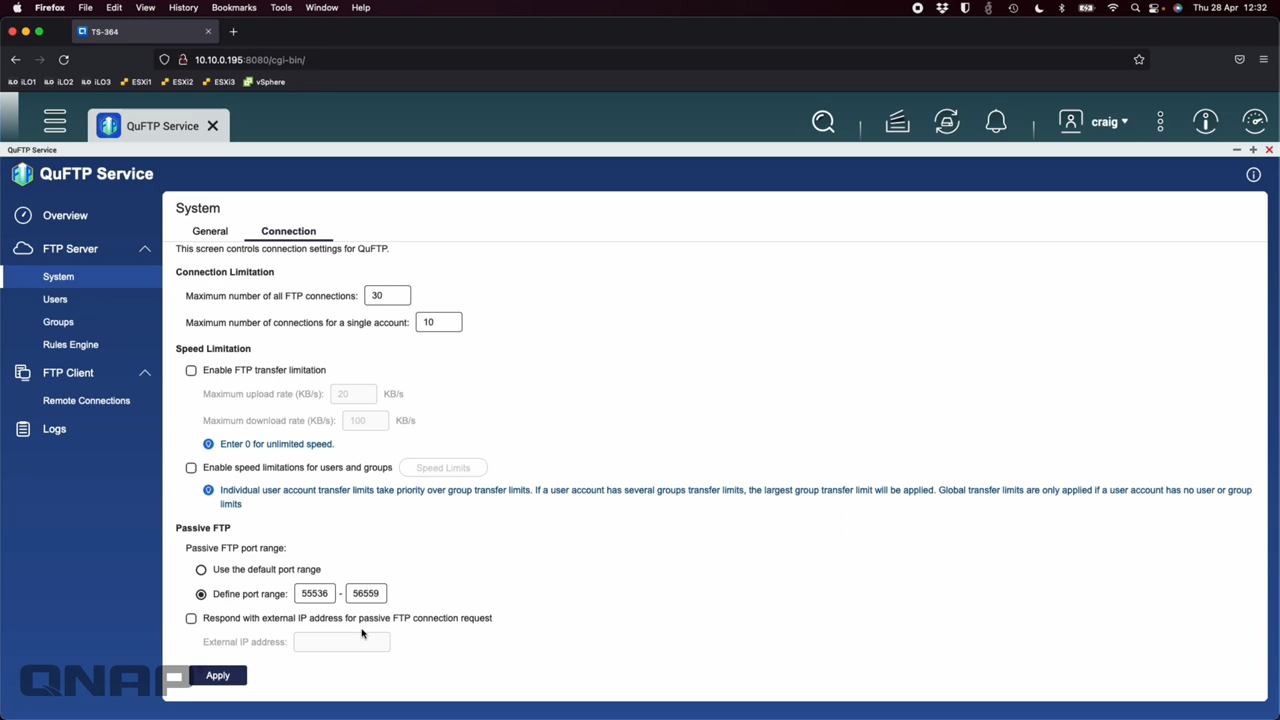 Firefox File Edit View History Bookmarks Tools Window Help Thu 28 Apr 12:32
TS-364
10.10.0.195:8080/cgi-bin/
iLO iLO1 iLO iLO2 iLO iLO3 ESXi1 ESXi2 ESXi3 vSphere
QuFTP Service craig
QuFTP Service
QuFTP Service
Overview
FTP Server
System
Users
Groups
Rules Engine
FTP Client
Remote Connections
Logs
System
General Connection
This screen controls connection settings for QuFTP.
Connection Limitation
Maximum number of all FTP connections: 30
Maximum number of connections for a single account: 10
Speed Limitation
Enable FTP transfer limitation
Maximum upload rate (KB/s): 20 KB/s
Maximum download rate (KB/s): 100 KB/s
Enter 0 for unlimited speed.
Enable speed limitations for users and groups Speed Limits
Individual user account transfer limits take priority over group transfer limits. If a user account has several groups transfer limits, the largest group transfer limit will be applied. Global transfer limits are only applied if a user account has no user or group
limits
Passive FTP
Passive FTP port range:
Use the default port range
Define port range: 55536 - 56559
Respond with external IP address for passive FTP connection request
External IP address:
Apply
QNAP